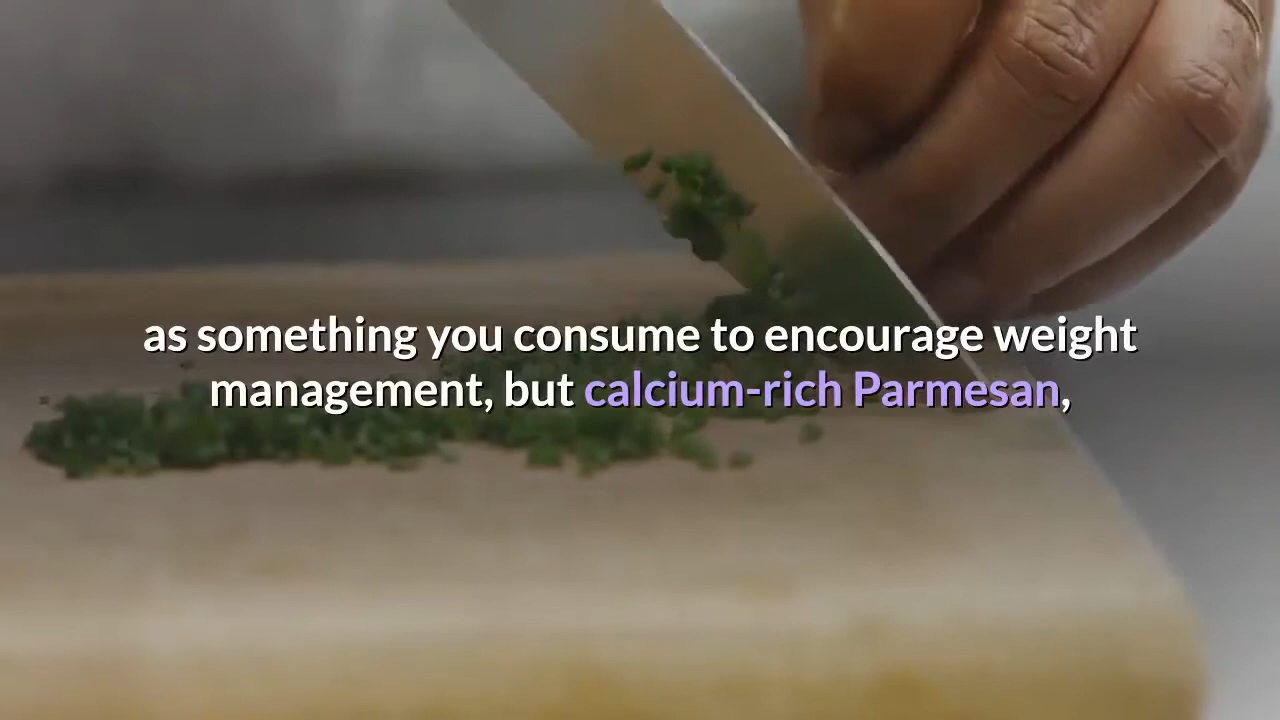 as something you consume to encourage weight
management, but calcium-rich Parmesan,